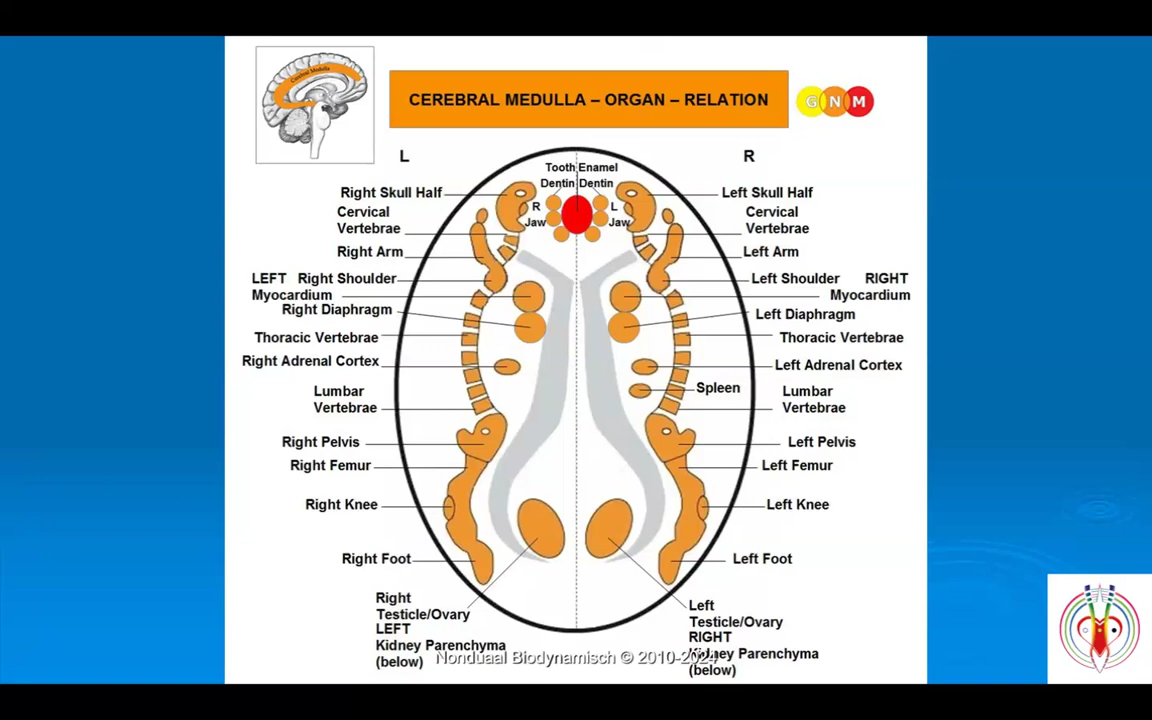 Cerebral Medulla
CEREBRAL MEDULLA – ORGAN – RELATION
G N M
L
R
Tooth Enamel
Dentin Dentin
R
Jaw
L
Jaw
Right Skull Half
Cervical
Vertebrae
Right Arm
LEFT Right Shoulder
Myocardium
Right Diaphragm
Thoracic Vertebrae
Right Adrenal Cortex
Lumbar
Vertebrae
Right Pelvis
Right Femur
Right Knee
Right Foot
Right
Testicle/Ovary
LEFT
Kidney Parenchyma
(below)
Left Skull Half
Cervical
Vertebrae
Left Arm
Left Shoulder RIGHT
Myocardium
Left Diaphragm
Thoracic Vertebrae
Left Adrenal Cortex
Spleen
Lumbar
Vertebrae
Left Pelvis
Left Femur
Left Knee
Left Foot
Left
Testicle/Ovary
RIGHT
Kidney Parenchyma
(below)
Nonduaal Biodynamisch © 2010-2024